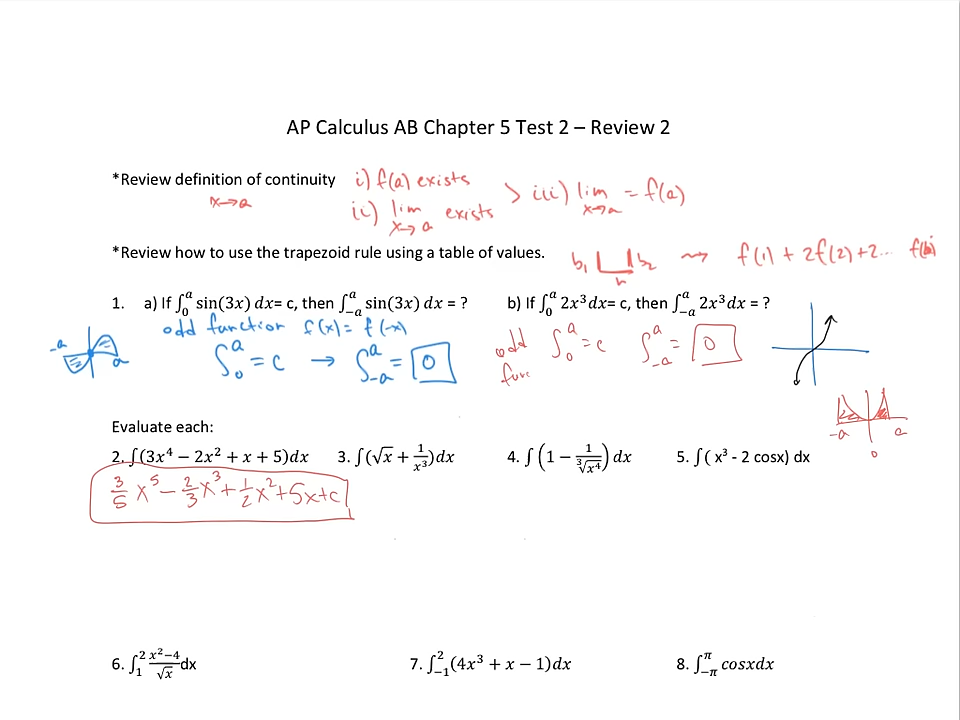 AP Calculus AB Chapter 5 Test 2 – Review 2
*Review definition of continuity i) f(a) exists
x→a ii) lim x→a exists > iii) lim x→a = f(a)
*Review how to use the trapezoid rule using a table of values. b₁ b₂ h ⇝ f(1) + 2f(2)+2... f(b)
1. a) If ∫₀ᵃ sin(3x) dx= c, then ∫₋ₐᵃ sin(3x) dx = ? b) If ∫₀ᵃ 2x³dx= c, then ∫₋ₐᵃ 2x³dx = ?
odd function f(x)= f(-x)
-a a ∫₀ᵃ = c → ∫₋ₐᵃ = 0 odd func ∫₀ᵃ = c ∫₋ₐᵃ = 0
-a a
0
Evaluate each:
2. ∫(3x⁴ − 2x² + x + 5)dx 3. ∫(√x + 1/x³)dx 4. ∫(1 − 1/∛x⁴) dx 5. ∫( x³ - 2 cosx) dx
3/5 x⁵ − 2/3 x³ + 1/2 x² + 5x+c
6. ∫₁² (x²−4)/√x dx 7. ∫₋₁² (4x³ + x − 1)dx 8. ∫₋π^π cosxdx